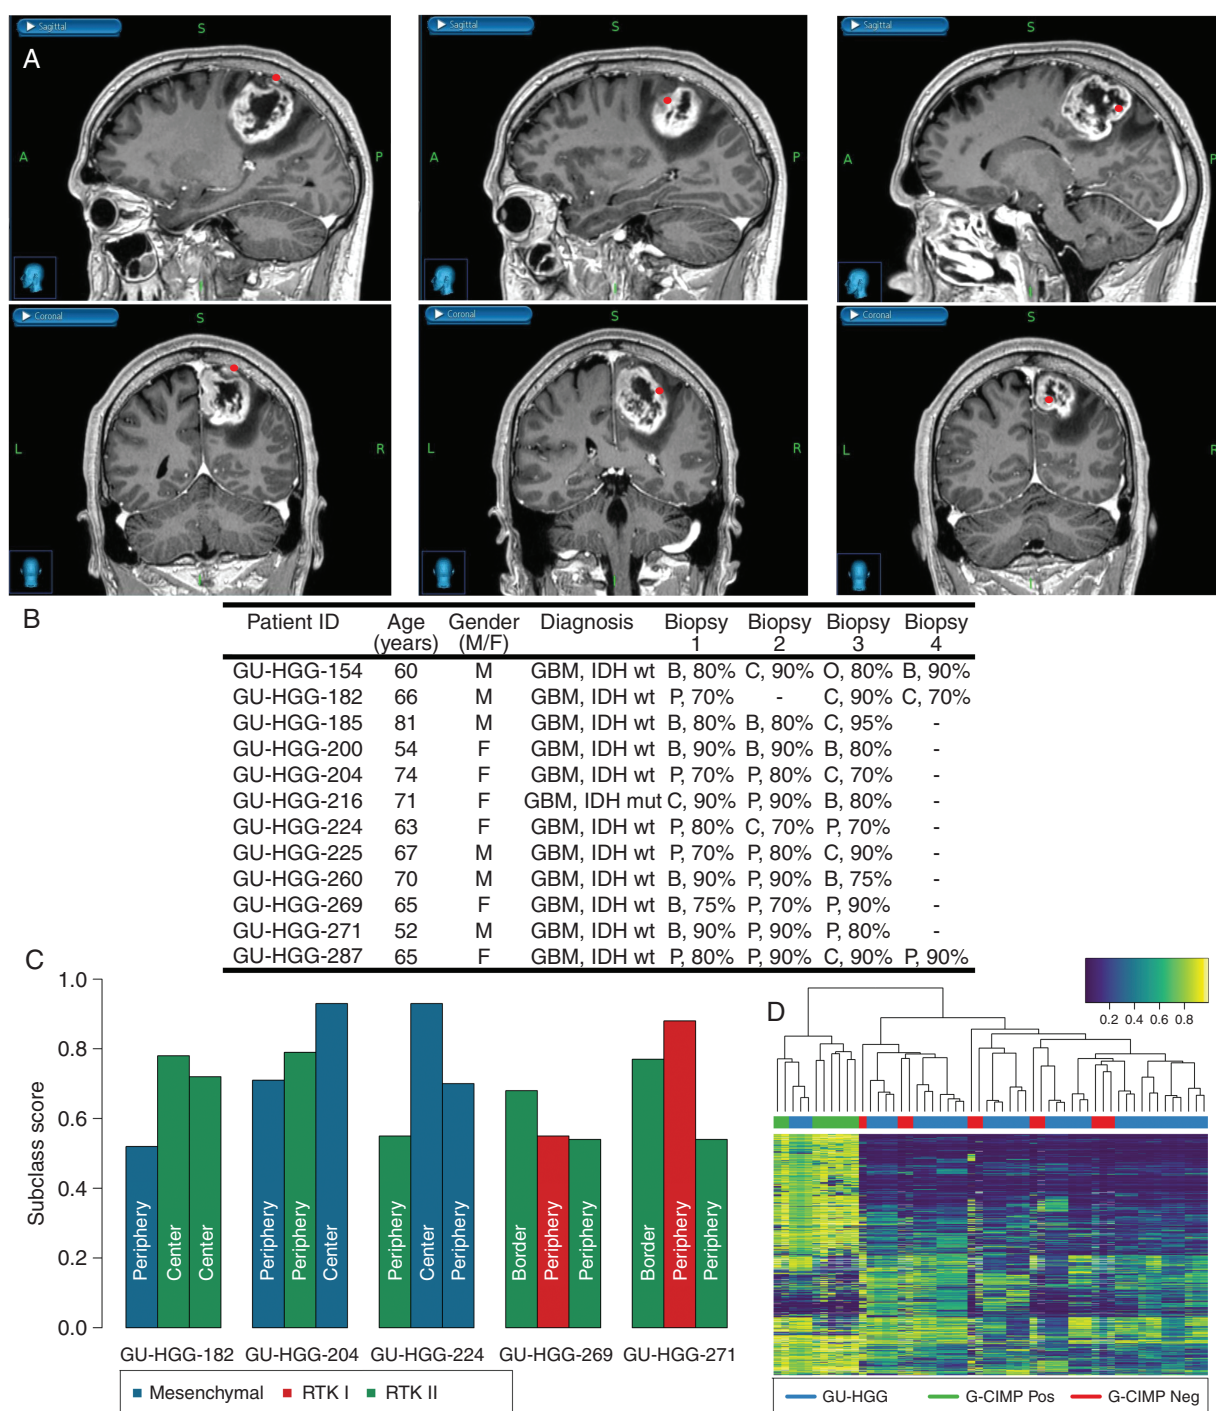 A
Sagittal
S
A
P
Sagittal
S
A
P
Sagittal
S
A
P
I
Coronal
S
L
R
I
Coronal
S
L
R
I
Coronal
S
L
R
I
B
Patient ID Age (years) Gender (M/F) Diagnosis Biopsy 1 Biopsy 2 Biopsy 3 Biopsy 4
GU-HGG-154 60 M GBM, IDH wt B, 80% C, 90% O, 80% B, 90%
GU-HGG-182 66 M GBM, IDH wt P, 70% - C, 90% C, 70%
GU-HGG-185 81 M GBM, IDH wt B, 80% B, 80% C, 95% -
GU-HGG-200 54 F GBM, IDH wt B, 90% B, 90% B, 80% -
GU-HGG-204 74 F GBM, IDH wt P, 70% P, 80% C, 70% -
GU-HGG-216 71 F GBM, IDH mut C, 90% P, 90% B, 80% -
GU-HGG-224 63 F GBM, IDH wt P, 80% C, 70% P, 70% -
GU-HGG-225 67 M GBM, IDH wt P, 70% P, 80% C, 90% -
GU-HGG-260 70 M GBM, IDH wt B, 90% P, 90% B, 75% -
GU-HGG-269 65 F GBM, IDH wt B, 75% P, 70% P, 90% -
GU-HGG-271 52 M GBM, IDH wt B, 90% P, 90% P, 80% -
GU-HGG-287 65 F GBM, IDH wt P, 80% P, 90% C, 90% P, 90%
C
Subclass score
1.0
0.8
0.6
0.4
0.2
0.0
Periphery
Center
Center
Periphery
Periphery
Center
Periphery
Center
Periphery
Border
Periphery
Periphery
Border
Periphery
Periphery
GU-HGG-182 GU-HGG-204 GU-HGG-224 GU-HGG-269 GU-HGG-271
Mesenchymal RTK I RTK II
D
0.2 0.4 0.6 0.8
GU-HGG G-CIMP Pos G-CIMP Neg